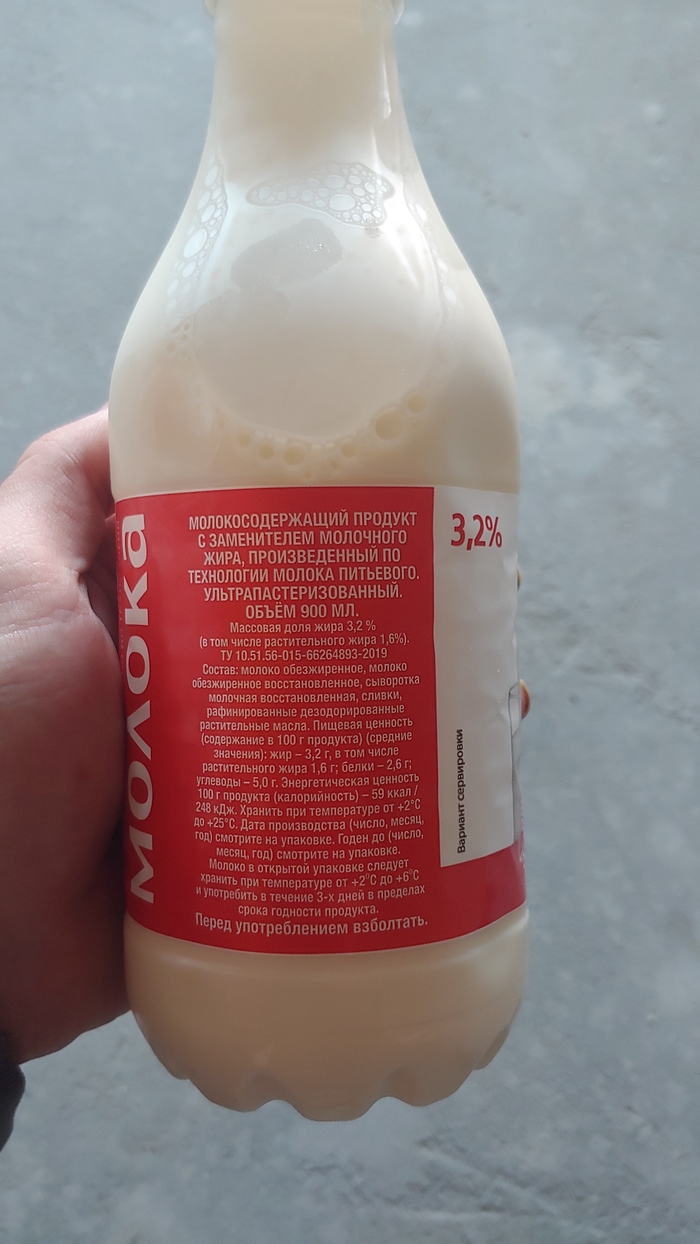 молока
МОЛОКОСОДЕРЖАЩИЙ ПРОДУКТ
С ЗАМЕНИТЕЛЕМ МОЛОЧНОГО
ЖИРА, ПРОИЗВЕДЕННЫЙ ПО
ТЕХНОЛОГИИ МОЛОКА ПИТЬЕВОГО.
УЛЬТРАПАСТЕРИЗОВАННЫЙ.
ОБЪЁМ 900 МЛ.
Массовая доля жира 3,2 %
(в том числе растительного жира 1,6%).
ТУ 10.51.56-015-66264893-2019
Состав: молоко обезжиренное, молоко
обезжиренное восстановленное, сыворотка
молочная восстановленная, сливки,
рафинированные дезодорированные
растительные масла. Пищевая ценность
(содержание в 100 г продукта) (средние
значения): жир – 3,2 г, в том числе
растительного жира 1,6 г; белки – 2,6 г;
углеводы – 5,0 г. Энергетическая ценность
100 г продукта (калорийность) – 59 ккал /
248 кДж. Хранить при температуре от +2°С
до +25°С. Дата производства (число, месяц,
год) смотрите на упаковке. Годен до (число,
месяц, год) смотрите на упаковке.
Молоко в открытой упаковке следует
хранить при температуре от +2°С до +6°С
и употребить в течение 3-х дней в пределах
срока годности продукта.
Перед употреблением взболтать.
3,2%
Вариант сервировки